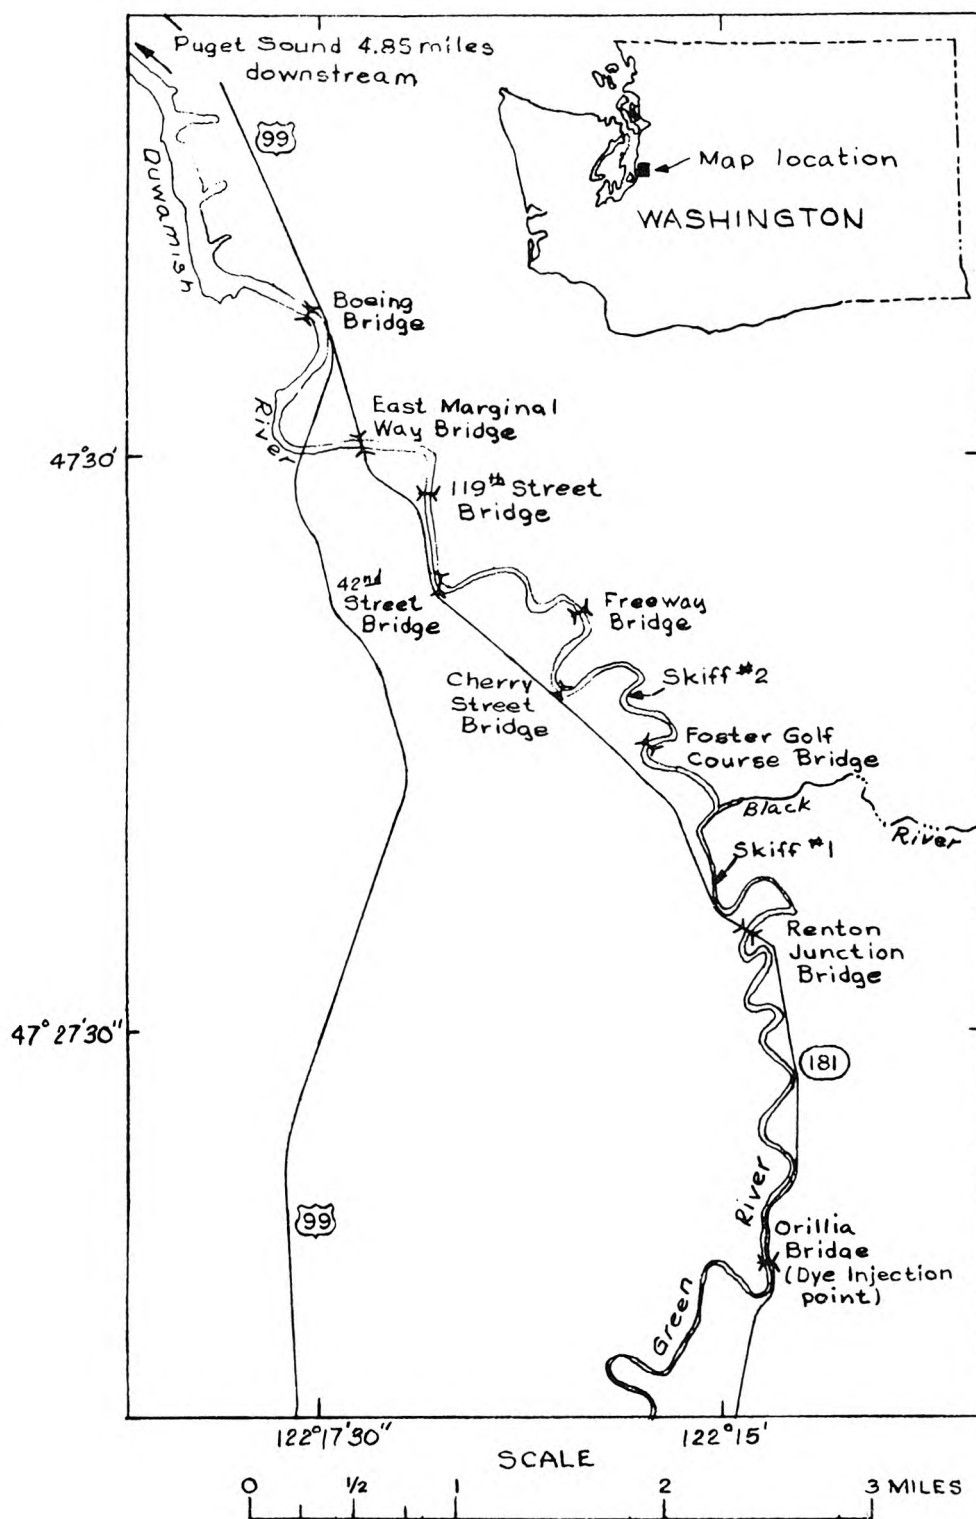 Puget Sound 4.85 miles
downstream
99
Duwamish
Map location
WASHINGTON
Boeing
Bridge
River
East Marginal
Way Bridge
47°30'
119th Street
Bridge
42nd
Street
Bridge
Freeway
Bridge
Cherry
Street
Bridge
Skiff #2
Foster Golf
Course Bridge
Black
River
Skiff #1
Renton
Junction
Bridge
47°27'30"
181
River
99
Orillia
Bridge
(Dye Injection
point)
Green
122°17'30"
122°15'
SCALE
0 1/2 1 2 3 MILES